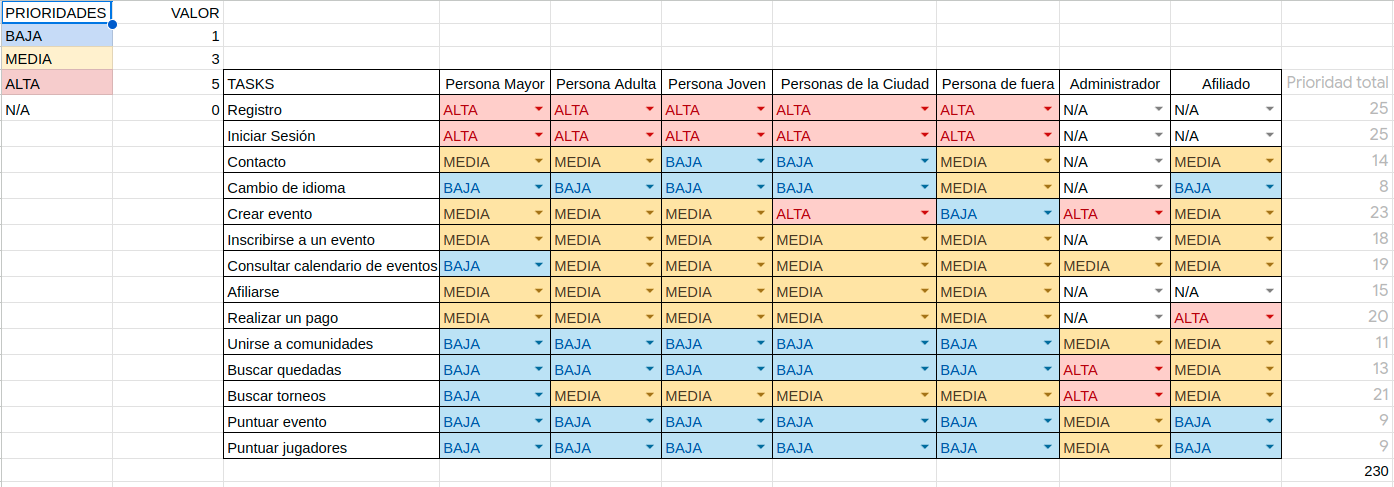 PRIORIDADES VALOR
BAJA 1
MEDIA 3
ALTA 5 TASKS Persona Mayor Persona Adulta Persona Joven Personas de la Ciudad Persona de fuera Administrador Afiliado Prioridad total
N/A 0 Registro ALTA ALTA ALTA ALTA ALTA N/A N/A 25
Iniciar Sesión ALTA ALTA ALTA ALTA ALTA N/A N/A 25
Contacto MEDIA MEDIA BAJA BAJA MEDIA N/A MEDIA 14
Cambio de idioma BAJA BAJA BAJA BAJA MEDIA N/A BAJA 8
Crear evento MEDIA MEDIA MEDIA ALTA BAJA ALTA MEDIA 23
Inscribirse a un evento MEDIA MEDIA MEDIA MEDIA MEDIA N/A MEDIA 18
Consultar calendario de eventos BAJA MEDIA MEDIA MEDIA MEDIA MEDIA MEDIA 19
Afiliarse MEDIA MEDIA MEDIA MEDIA MEDIA N/A N/A 15
Realizar un pago MEDIA MEDIA MEDIA MEDIA MEDIA N/A ALTA 20
Unirse a comunidades BAJA BAJA BAJA BAJA BAJA MEDIA MEDIA 11
Buscar quedadas BAJA BAJA BAJA BAJA BAJA ALTA MEDIA 13
Buscar torneos BAJA MEDIA MEDIA MEDIA MEDIA ALTA MEDIA 21
Puntuar evento BAJA BAJA BAJA BAJA BAJA MEDIA BAJA 9
Puntuar jugadores BAJA BAJA BAJA BAJA BAJA MEDIA BAJA 9
230